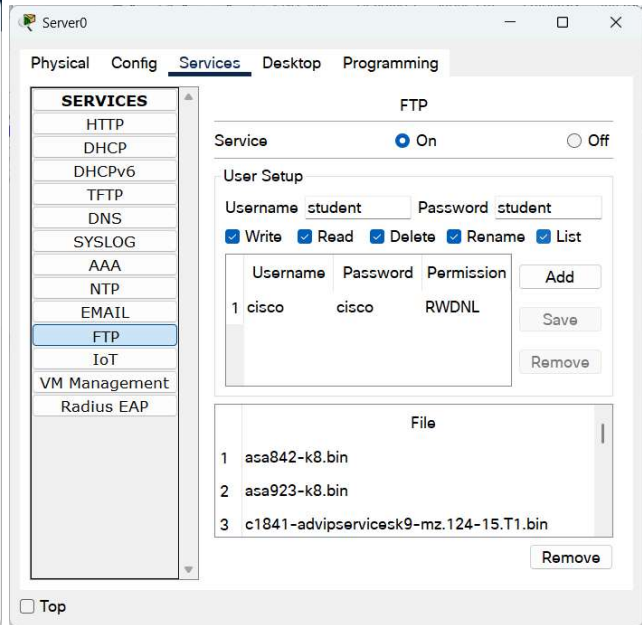 Server0
Physical Config Services Desktop Programming
SERVICES
HTTP
DHCP
DHCPv6
TFTP
DNS
SYSLOG
AAA
NTP
EMAIL
FTP
IoT
VM Management
Radius EAP
FTP
Service On Off
User Setup
Username student Password student
Write Read Delete Rename List
Username Password Permission
1 cisco cisco RWDNL
Add
Save
Remove
File
1 asa842-k8.bin
2 asa923-k8.bin
3 c1841-advipservicesk9-mz.124-15.T1.bin
Remove
Top